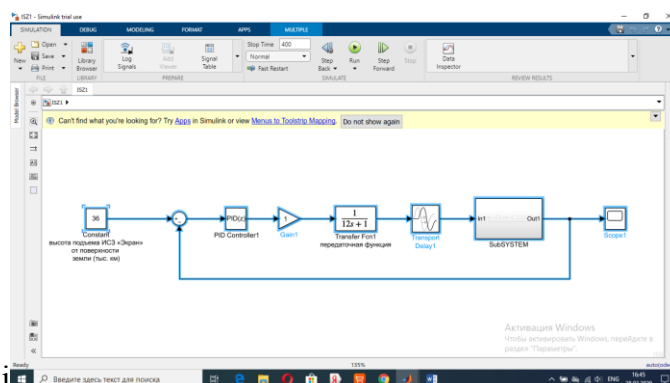 ISZ1 - Simulink trial use
SIMULATION DEBUG MODELING FORMAT APPS MULTIPLE
New
Open
Save
Print
FILE
Library Browser
LIBRARY
Log Signals
Add Viewer
Signal Table
PREPARE
Stop Time 400
Normal
Fast Restart
Step Back
Run
Step Forward
Stop
SIMULATE
Data Inspector
REVIEW RESULTS
ISZ1
Model Browser
ISZ1
Can't find what you're looking for? Try Apps in Simulink or view Menus to Toolstrip Mapping. Do not show again
36
Constant
высота подъема ИСЗ «Экран»
от поверхности
земли (тыс. км)
PID(z)
PID Controller1
1
Gain1
1
12s + 1
Transfer Fcn1
передаточная функция
Transport
Delay1
In1 Out1
SubSYSTEM
Scope1
Активация Windows
Чтобы активировать Windows, перейдите в
раздел "Параметры".
Ready 135%
Введите здесь текст для поиска
ENG 16:45